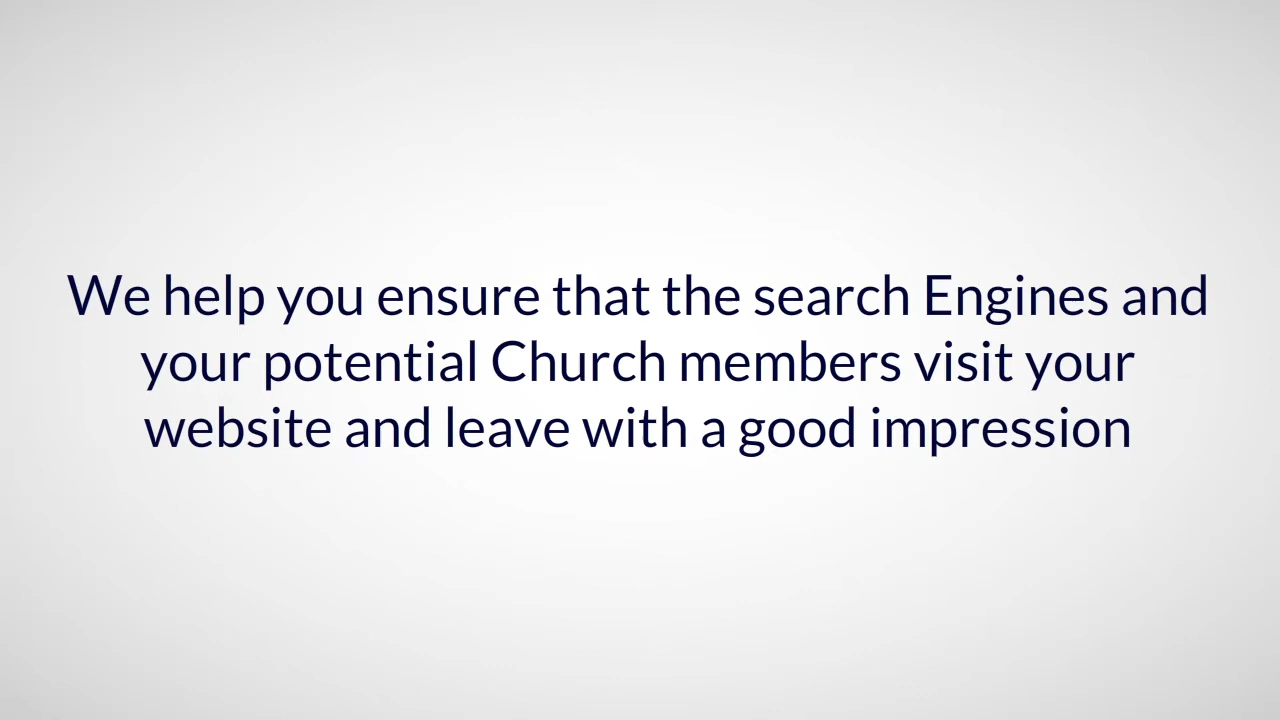 We help you ensure that the search Engines and
your potential Church members visit your
website and leave with a good impression